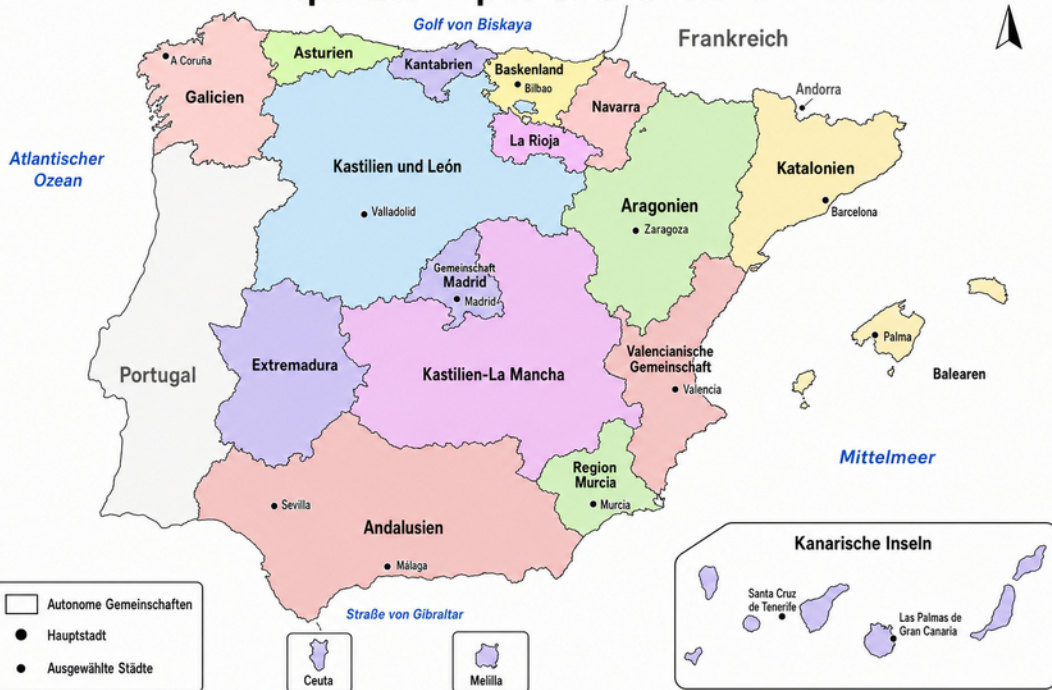 Golf von Biskaya
Frankreich
A Coruña
Asturien
Kantabrien
Baskenland
Bilbao
Andorra
Galicien
Navarra
La Rioja
Atlantischer
Ozean
Kastilien und León
Katalonien
Valladolid
Aragonien
Zaragoza
Barcelona
Gemeinschaft
Madrid
Madrid
Portugal
Extremadura
Kastilien-La Mancha
Valencianische
Gemeinschaft
Valencia
Palma
Balearen
Mittelmeer
Region
Murcia
Murcia
Sevilla
Andalusien
Málaga
Straße von Gibraltar
Kanarische Inseln
Santa Cruz
de Tenerife
Las Palmas de
Gran Canaria
Autonome Gemeinschaften
Hauptstadt
Ausgewählte Städte
Ceuta
Melilla